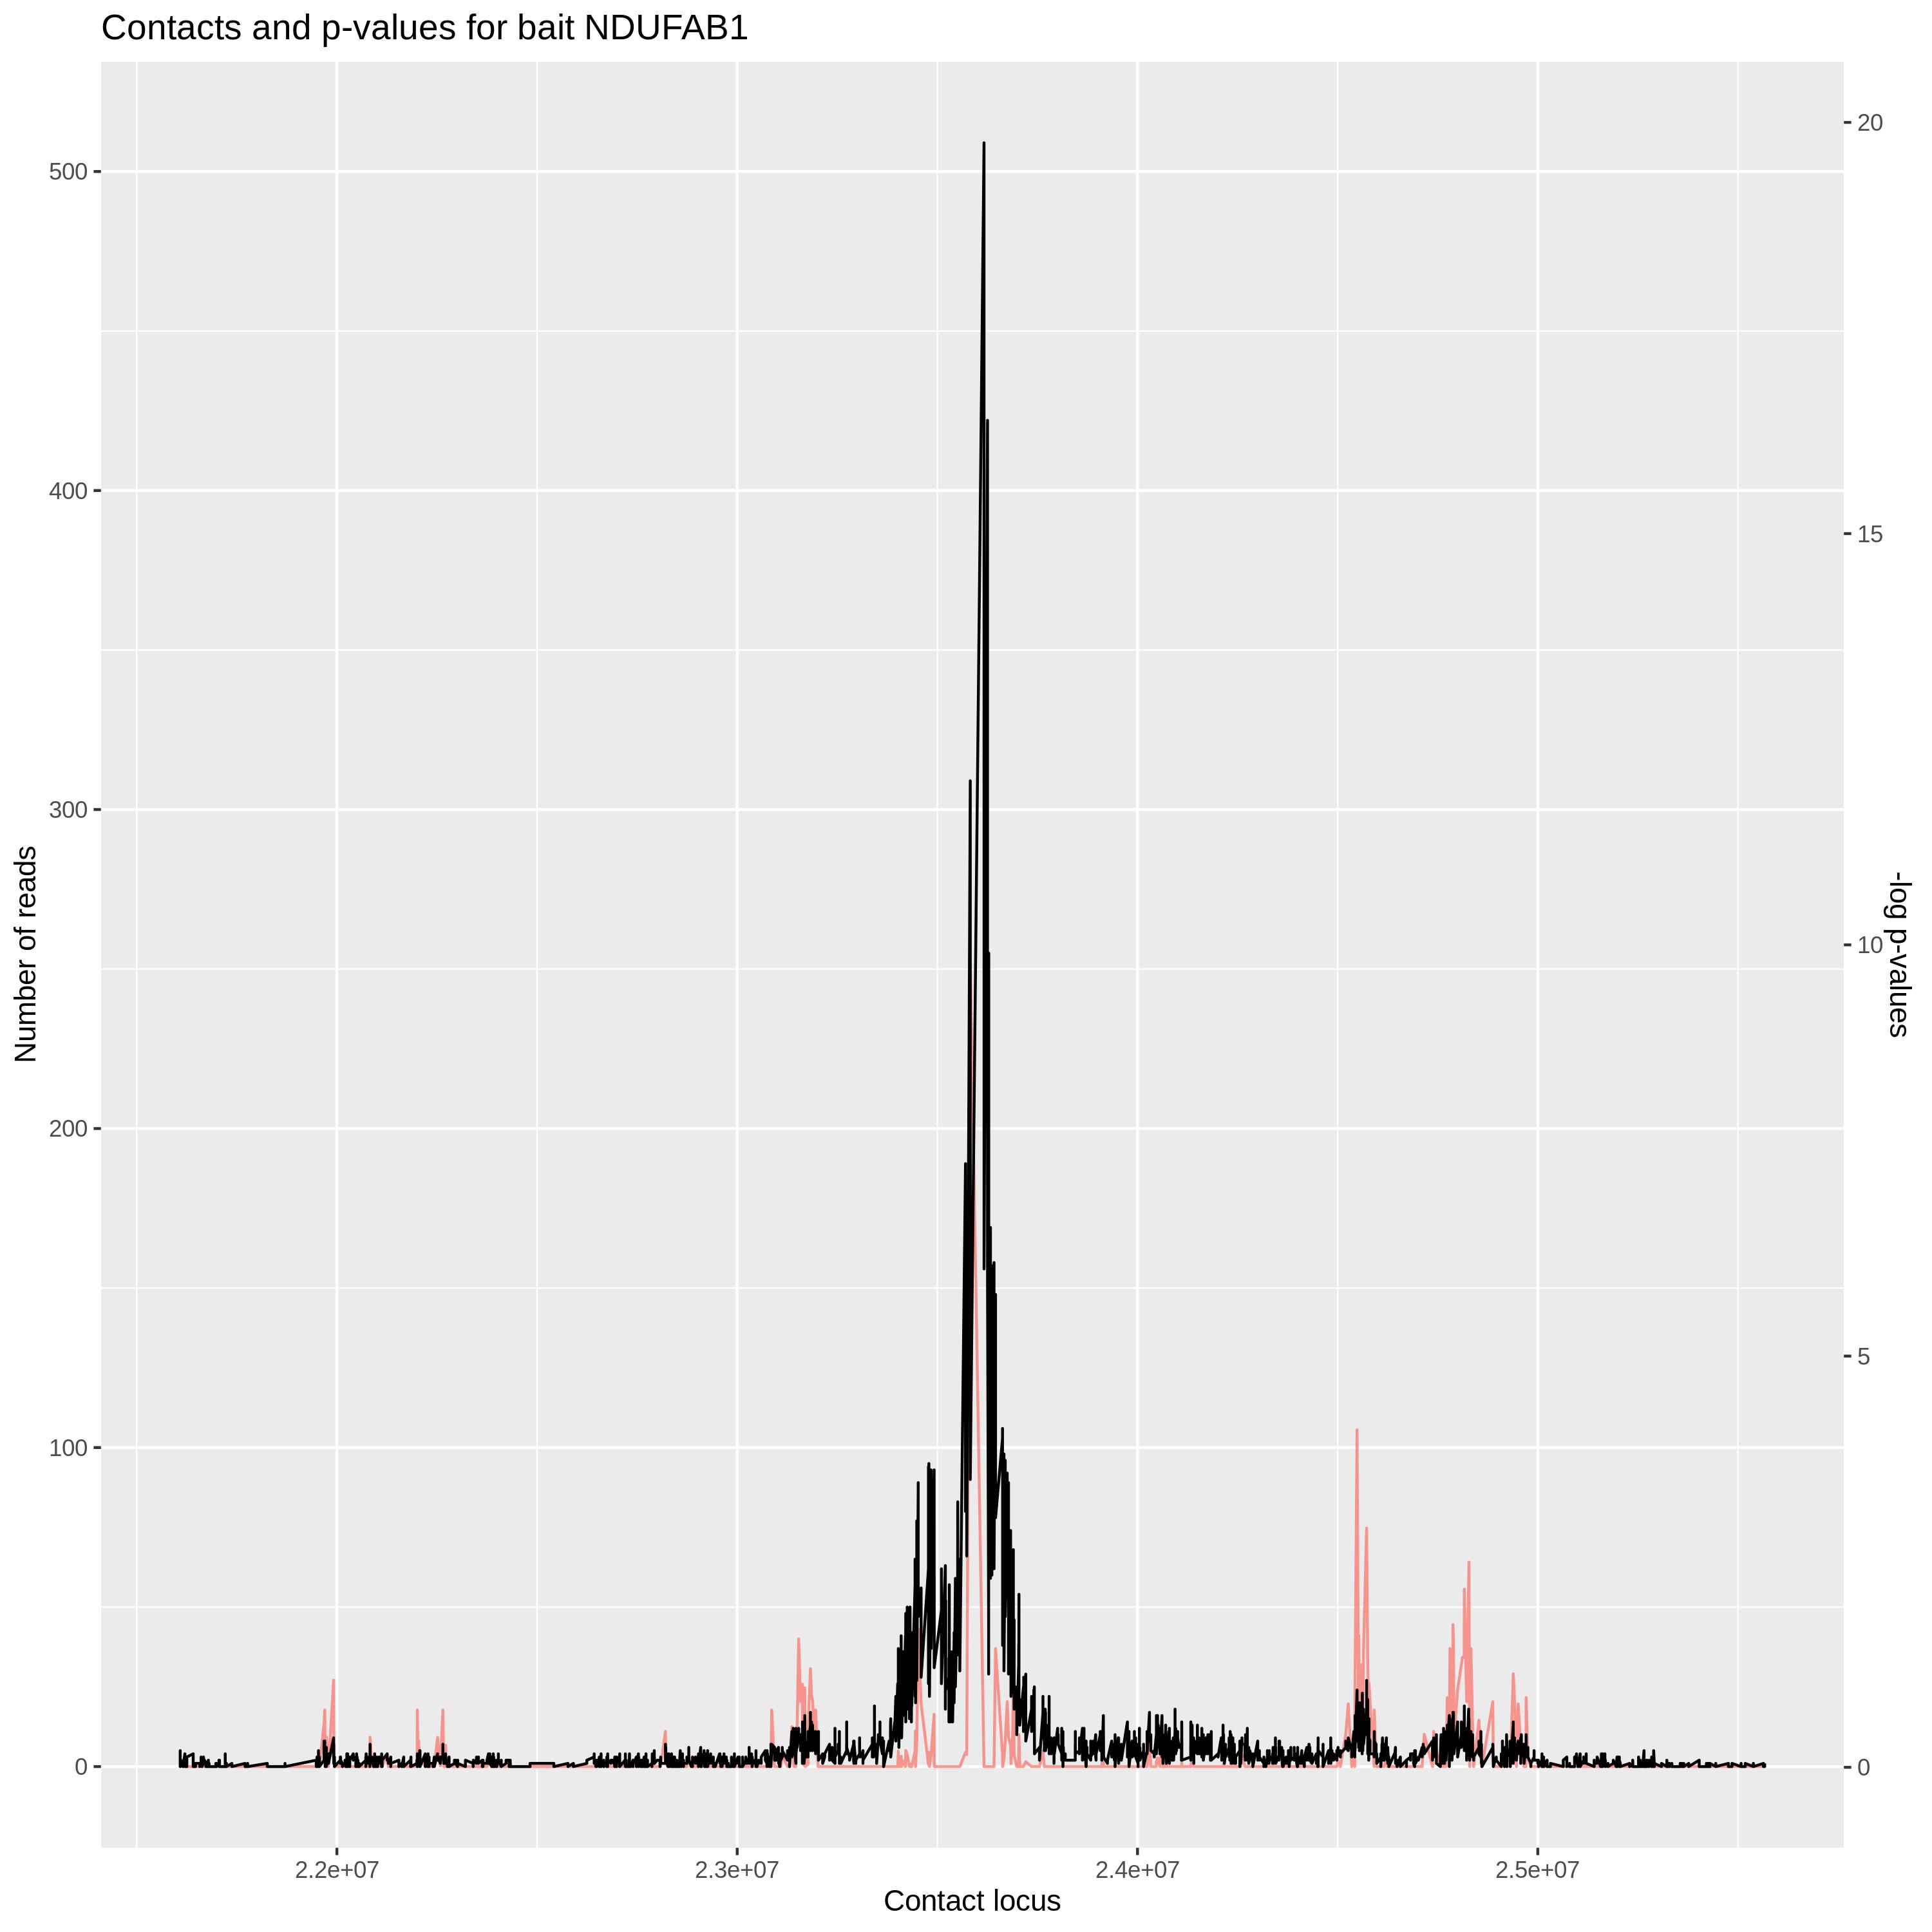 Contacts and p-values for bait NDUFAB1
500
400
300
200
100
0
Number of reads
20
15
10
5
0
-log p-values
2.2e+07
2.3e+07
2.4e+07
2.5e+07
Contact locus